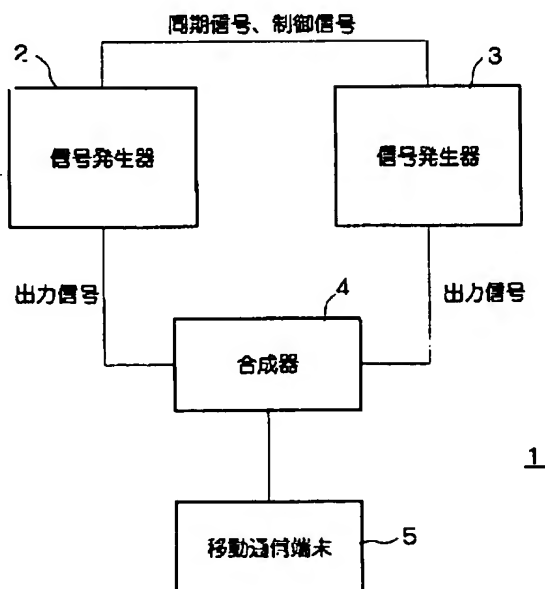 同期信号、制御信号
2
3
信号発生器
信号発生器
出力信号
出力信号
4
合成器
1
移動通信端末
5